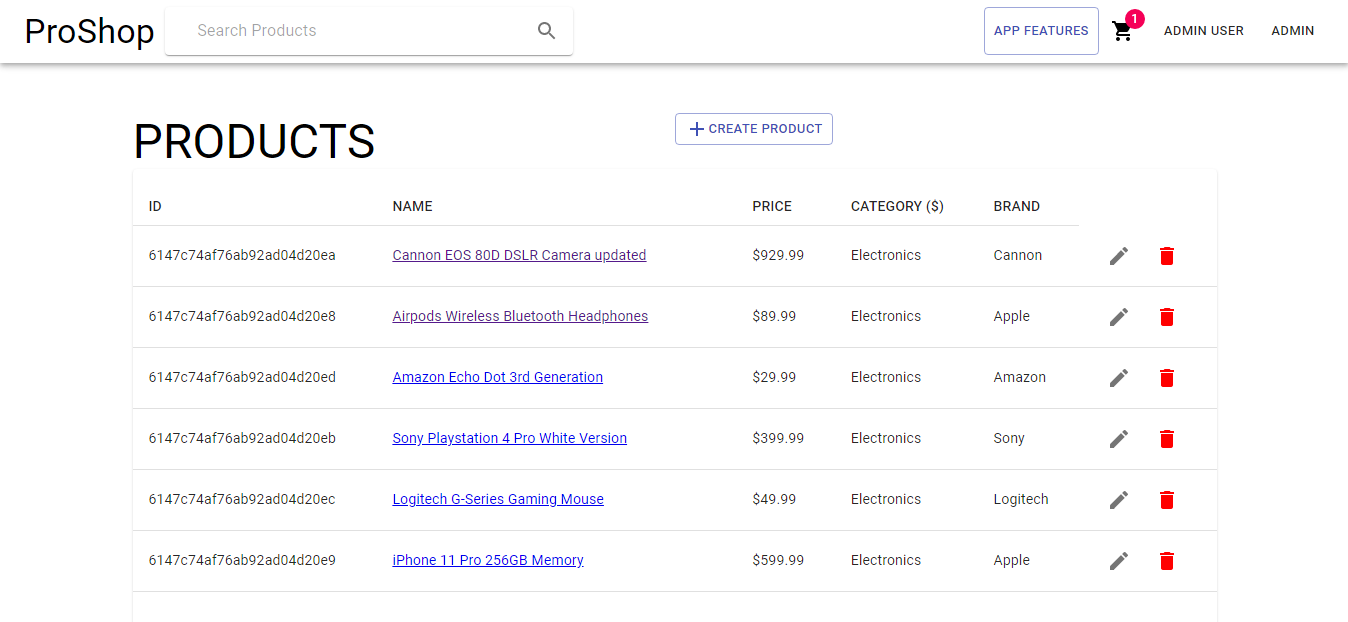 ProShop Search Products APP FEATURES 1 ADMIN USER ADMIN
PRODUCTS CREATE PRODUCT
ID NAME PRICE CATEGORY ($) BRAND
6147c74af76ab92ad04d20ea Cannon EOS 80D DSLR Camera updated $929.99 Electronics Cannon
6147c74af76ab92ad04d20e8 Airpods Wireless Bluetooth Headphones $89.99 Electronics Apple
6147c74af76ab92ad04d20ed Amazon Echo Dot 3rd Generation $29.99 Electronics Amazon
6147c74af76ab92ad04d20eb Sony Playstation 4 Pro White Version $399.99 Electronics Sony
6147c74af76ab92ad04d20ec Logitech G-Series Gaming Mouse $49.99 Electronics Logitech
6147c74af76ab92ad04d20e9 iPhone 11 Pro 256GB Memory $599.99 Electronics Apple